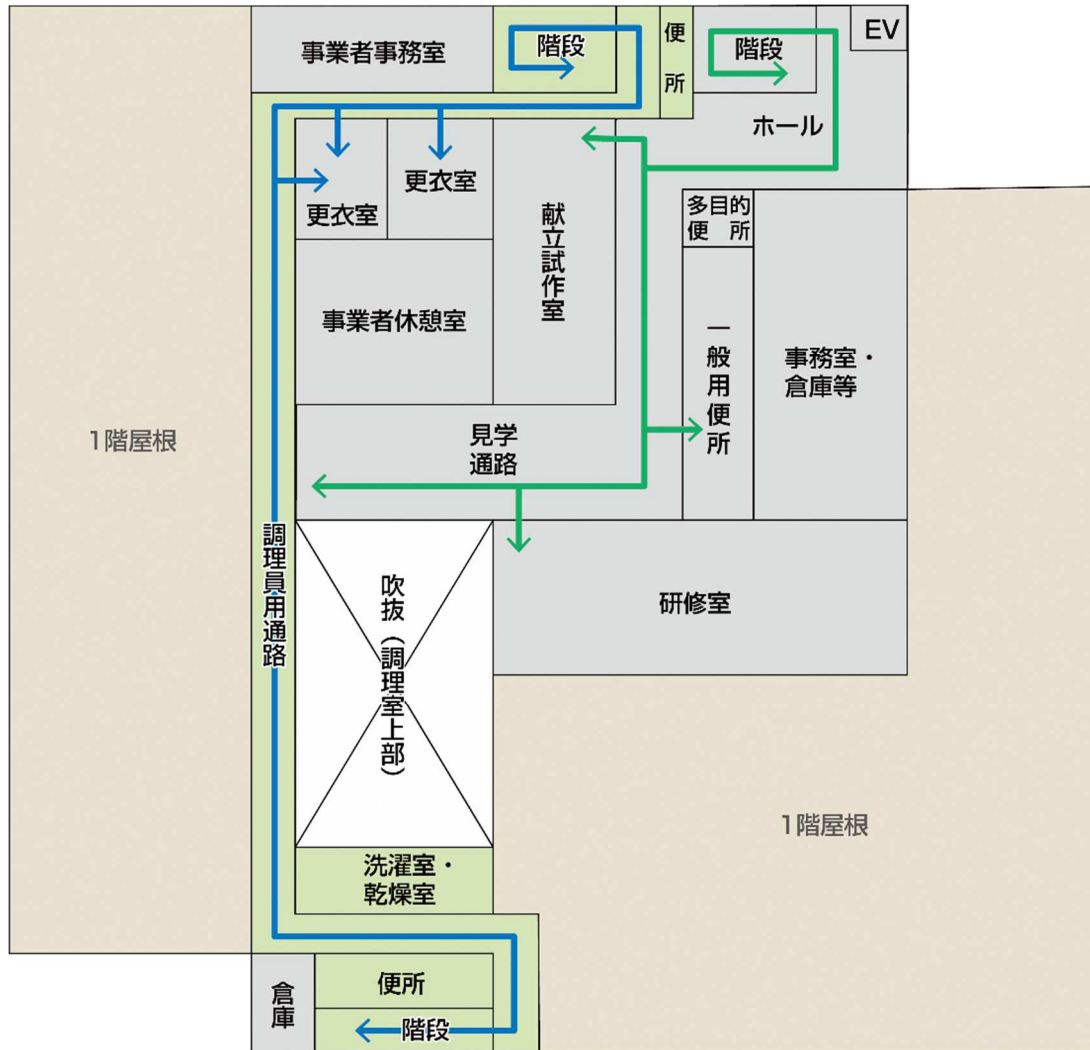 事業者事務室
階段
便
所
階段
EV
ホール
更衣室
更衣室
献立試作室
多目的
便 所
事業者休憩室
一般用便所
事務室・
倉庫等
1階屋根
見学
通路
調理員用通路
吹抜（調理室上部）
研修室
1階屋根
洗濯室・
乾燥室
倉庫
便所
階段